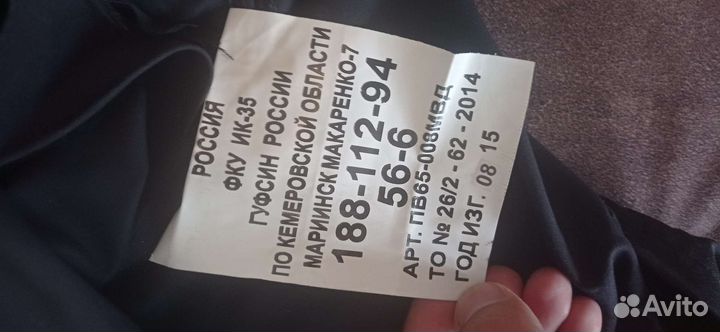 РОССИЯ
ФКУ ИК-35
ГУФСИН РОССИИ
ПО КЕМЕРОВСКОЙ ОБЛАСТИ
МАРИИНСК МАКАРЕНКО-7
188-112-94
56-6
АРТ. ПВ65-008МВД
ТО № 26/2 - 62 - 2014
ГОД ИЗГ. 08 15
Avito